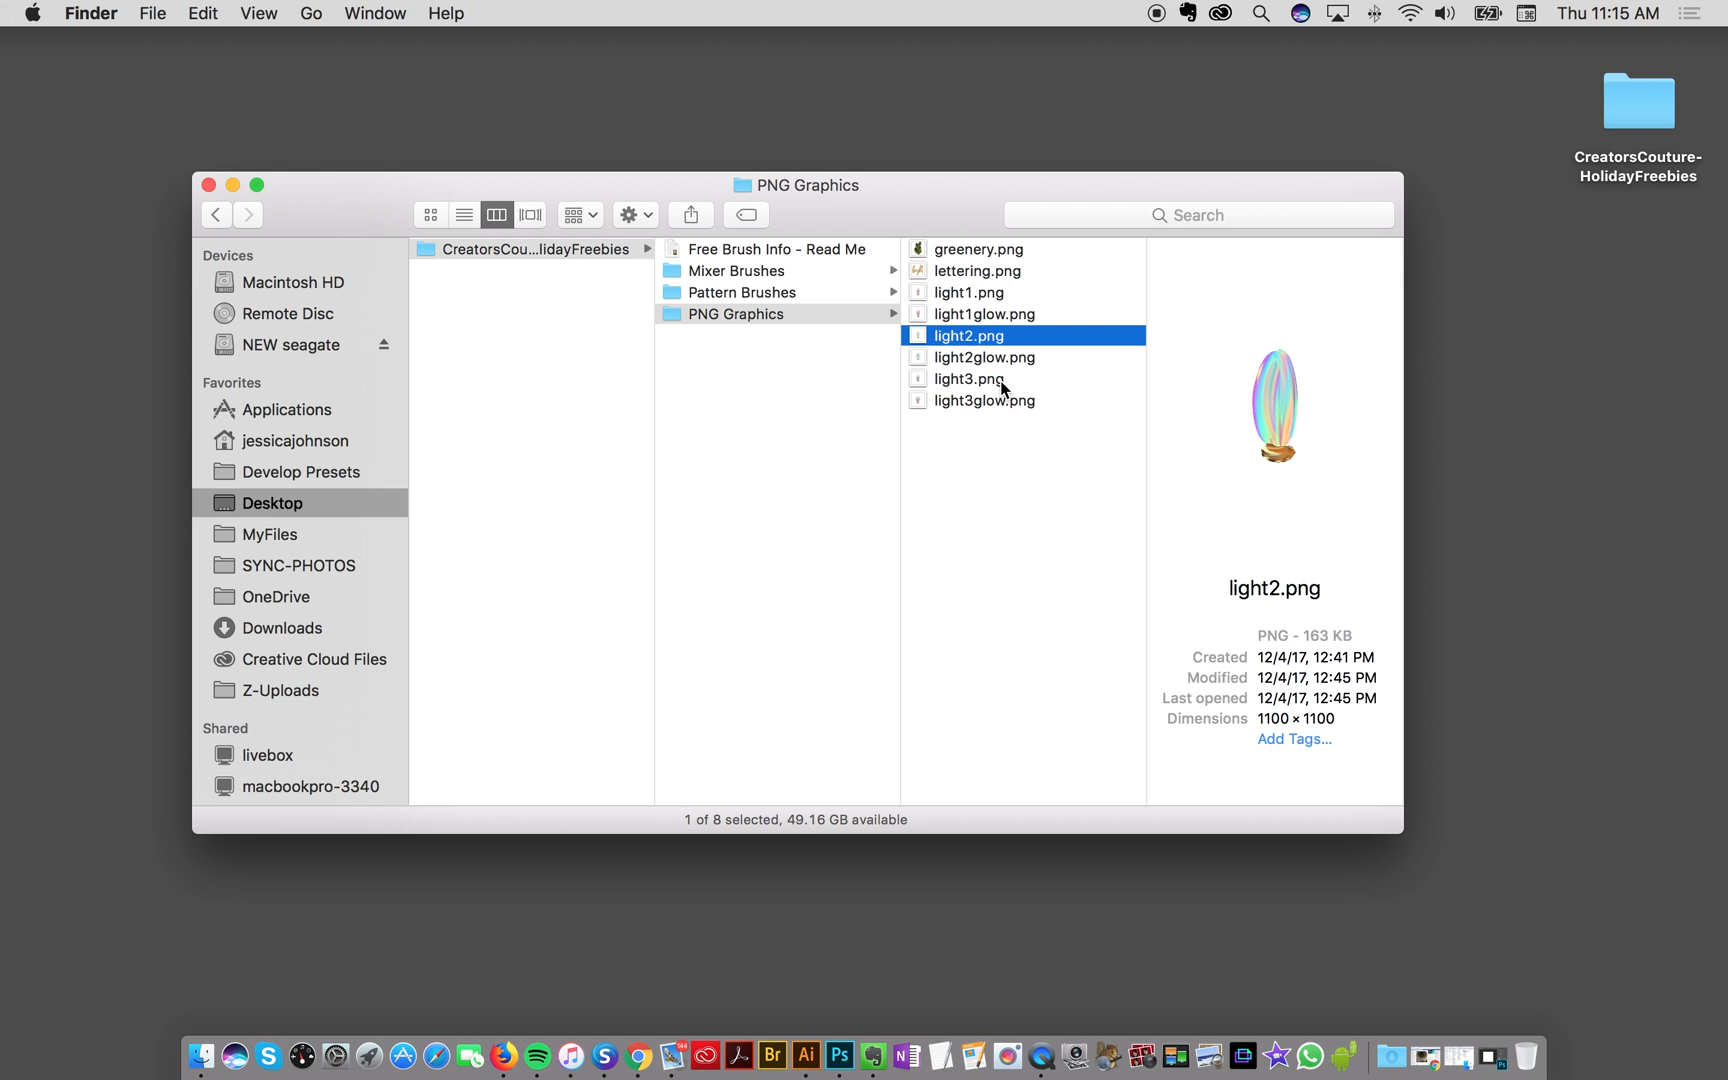 Finder File Edit View Go Window Help
Thu 11:15 AM
CreatorsCouture-
HolidayFreebies
PNG Graphics
Search
Devices
Macintosh HD
Remote Disc
NEW seagate
Favorites
Applications
jessicajohnson
Develop Presets
Desktop
MyFiles
SYNC-PHOTOS
OneDrive
Downloads
Creative Cloud Files
Z-Uploads
Shared
livebox
macbookpro-3340
CreatorsCou...lidayFreebies
Free Brush Info - Read Me
Mixer Brushes
Pattern Brushes
PNG Graphics
greenery.png
lettering.png
light1.png
light1glow.png
light2.png
light2glow.png
light3.png
light3glow.png
light2.png
PNG - 163 KB
Created 12/4/17, 12:41 PM
Modified 12/4/17, 12:45 PM
Last opened 12/4/17, 12:45 PM
Dimensions 1100 × 1100
Add Tags...
1 of 8 selected, 49.16 GB available
S S 144 Br Ai Ps N